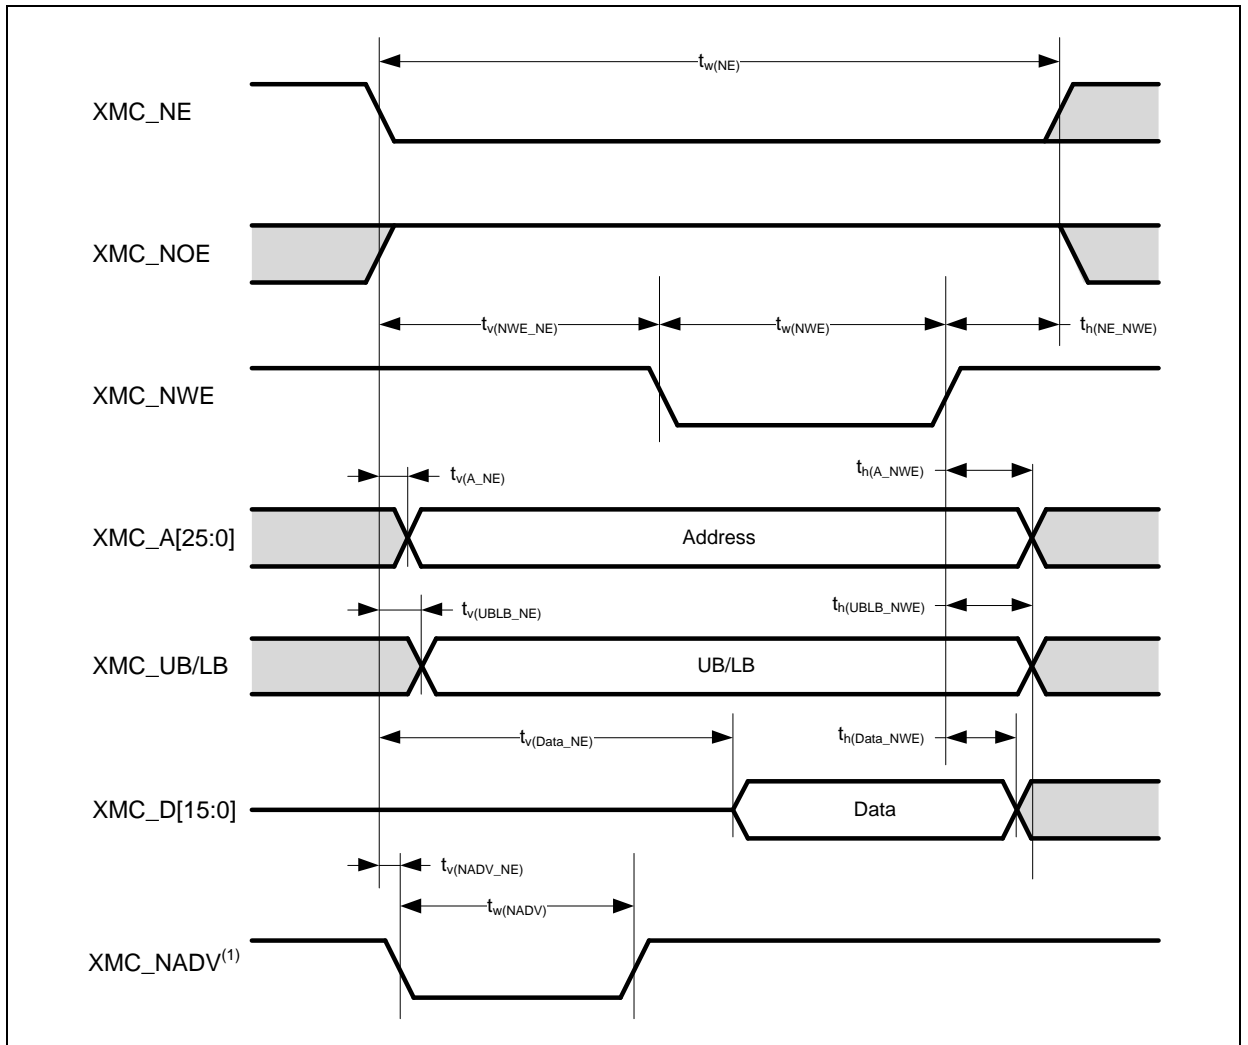 tw(NE)
XMC_NE
XMC_NOE
tv(NWE_NE) tw(NWE) th(NE_NWE)
XMC_NWE
tv(A_NE) th(A_NWE)
XMC_A[25:0] Address
tv(UBLB_NE) th(UBLB_NWE)
XMC_UB/LB UB/LB
tv(Data_NE) th(Data_NWE)
XMC_D[15:0] Data
tv(NADV_NE)
tw(NADV)
XMC_NADV(1)